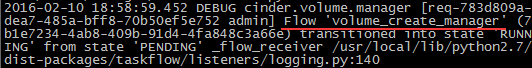 2016-02-10 18:58:59.452 DEBUG cinder.volume.manager [req-783d809a-
dea7-485a-bff8-70b50ef5e752 admin] Flow 'volume_create_manager' (7
b1e7234-4ab8-409b-91d4-4fa848c3a66e) transitioned into state 'RUNN
ING' from state 'PENDING' _flow_receiver /usr/local/lib/python2.7/
dist-packages/taskflow/listeners/logging.py:140